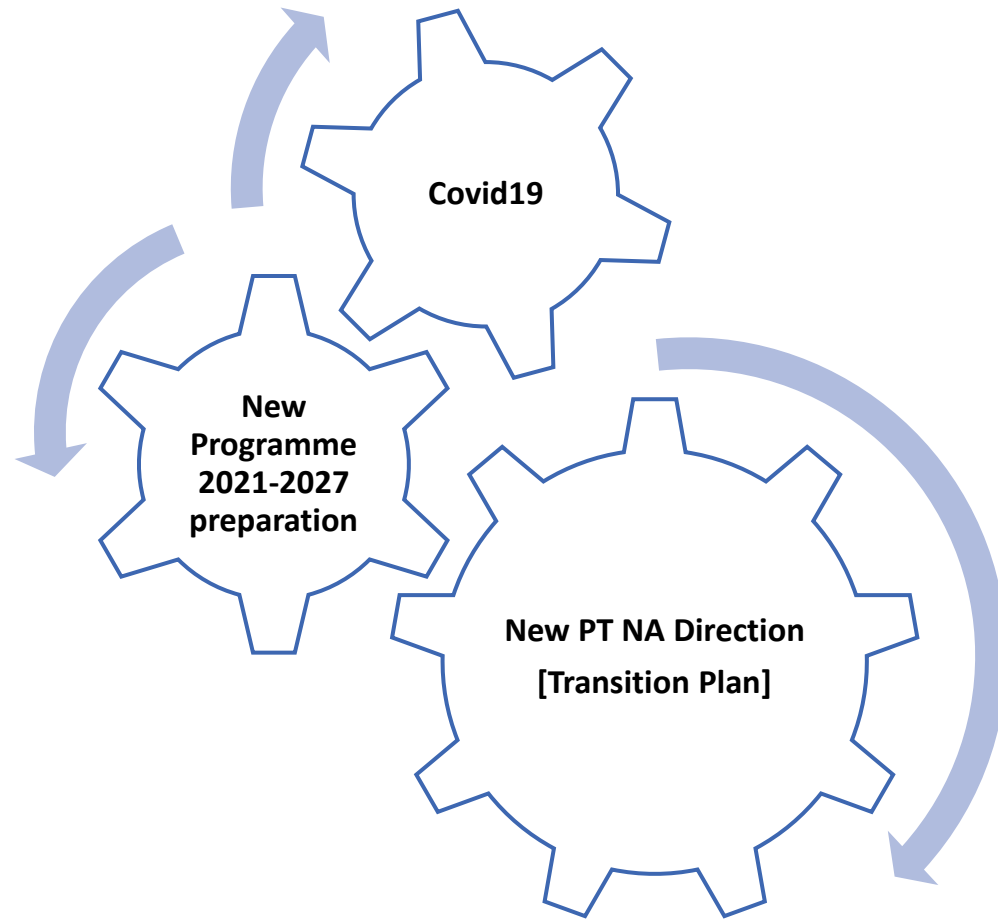 Covid19
New
Programme
2021-2027
preparation
New PT NA Direction
[Transition Plan]